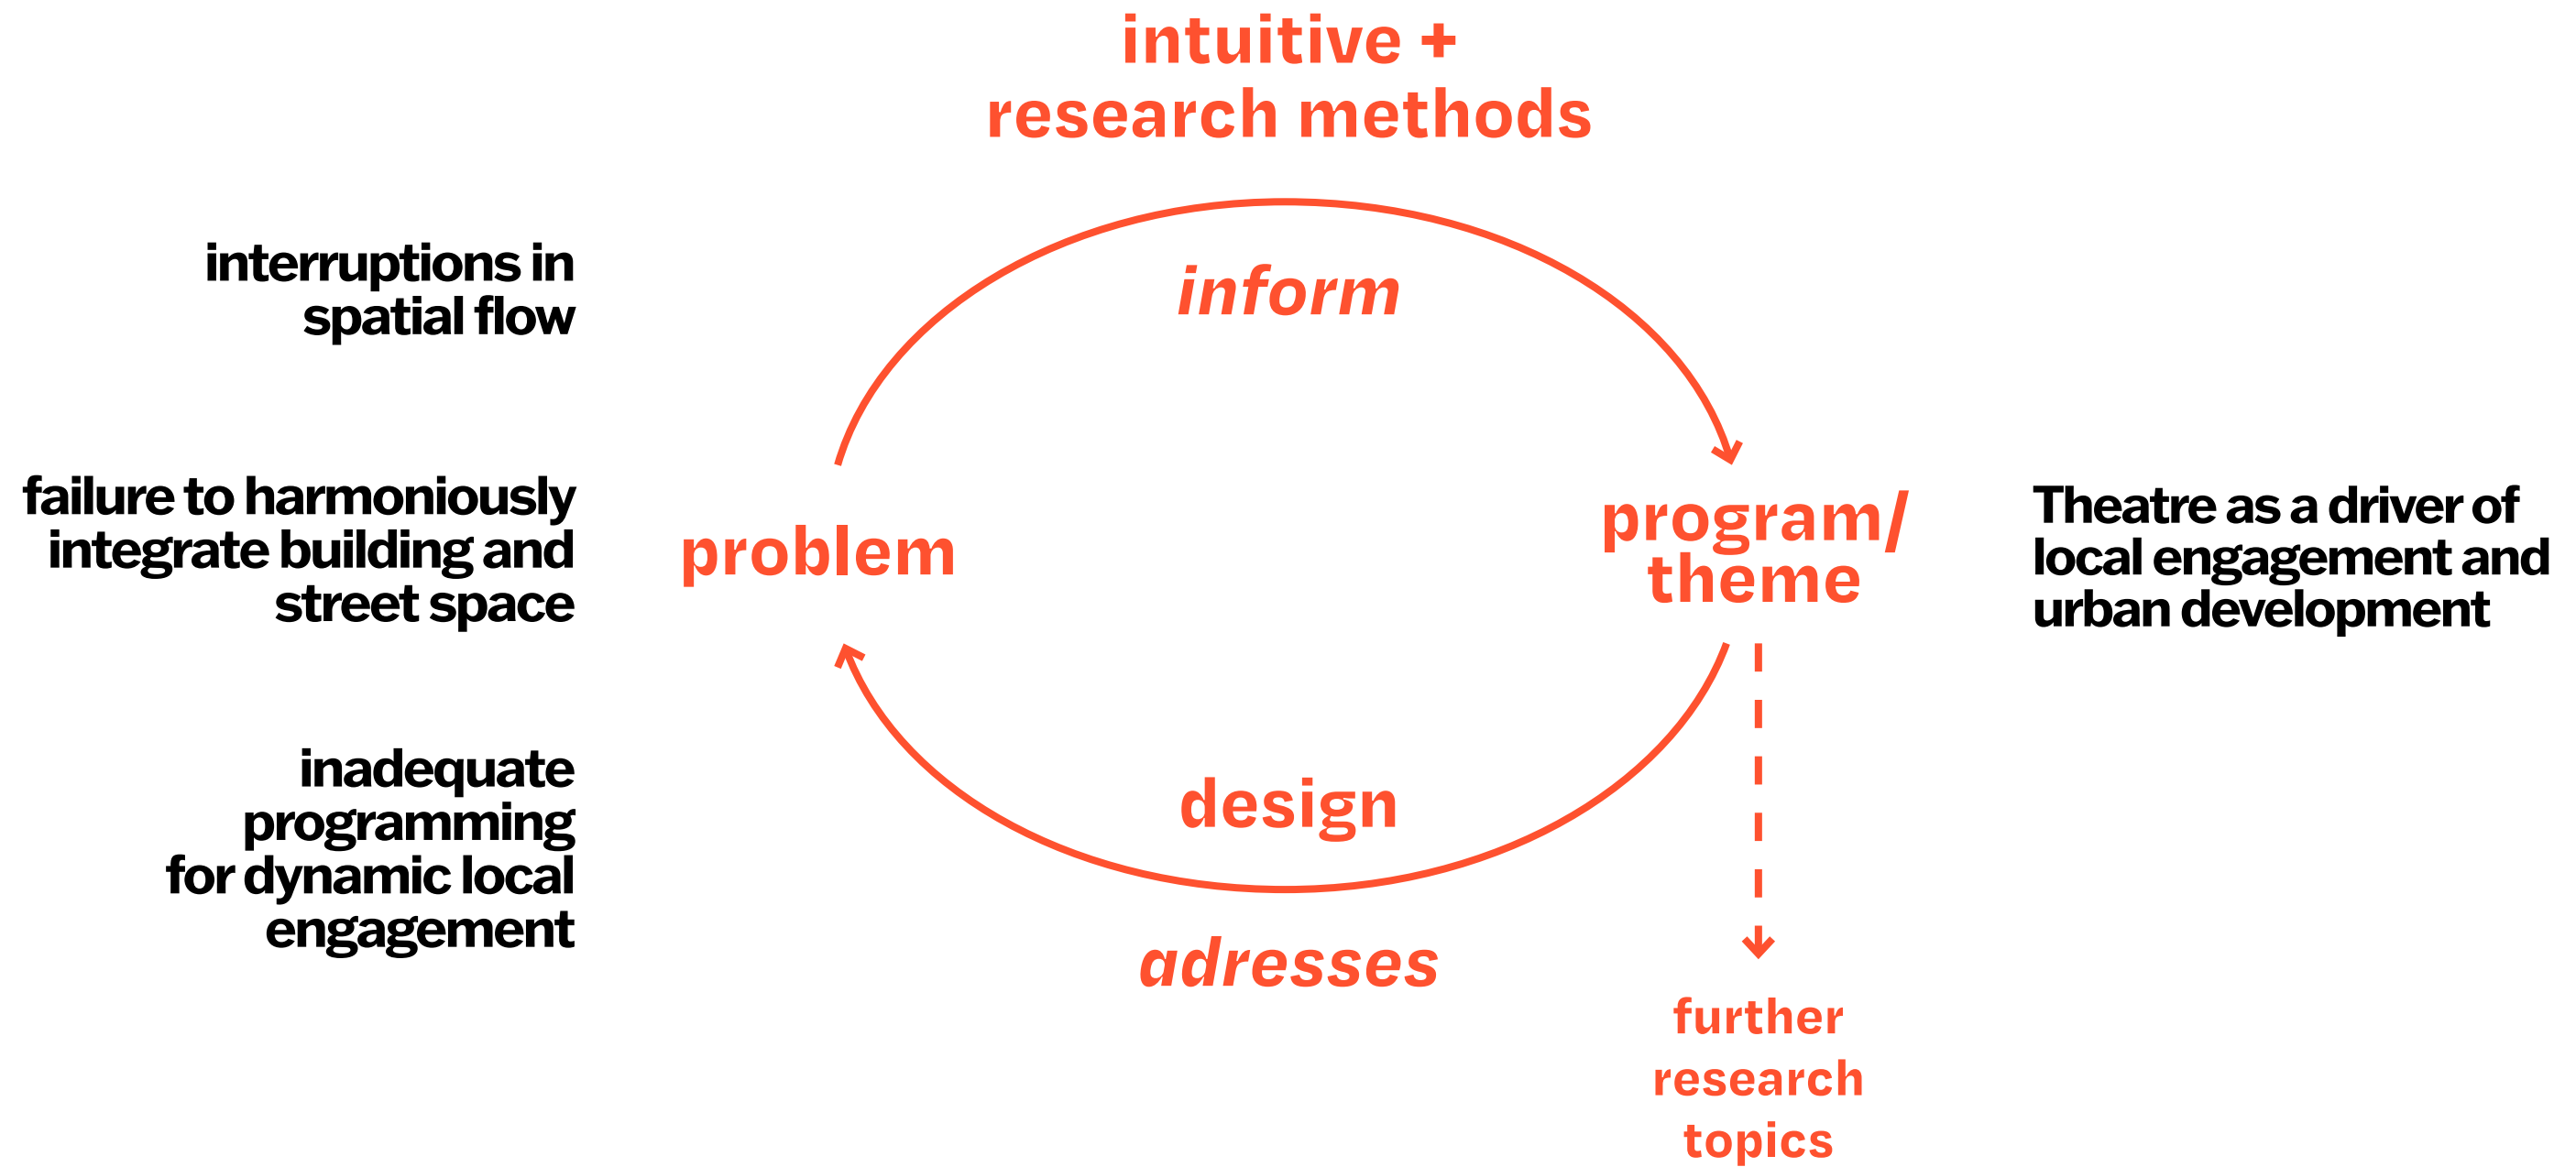 intuitive +
research methods
inform
interruptions in
spatial flow
failure to harmoniously
integrate building and
street space
inadequate
programming
for dynamic local
engagement
problem
program/
theme
Theatre as a driver of
local engagement and
urban development
design
adresses
further
research
topics